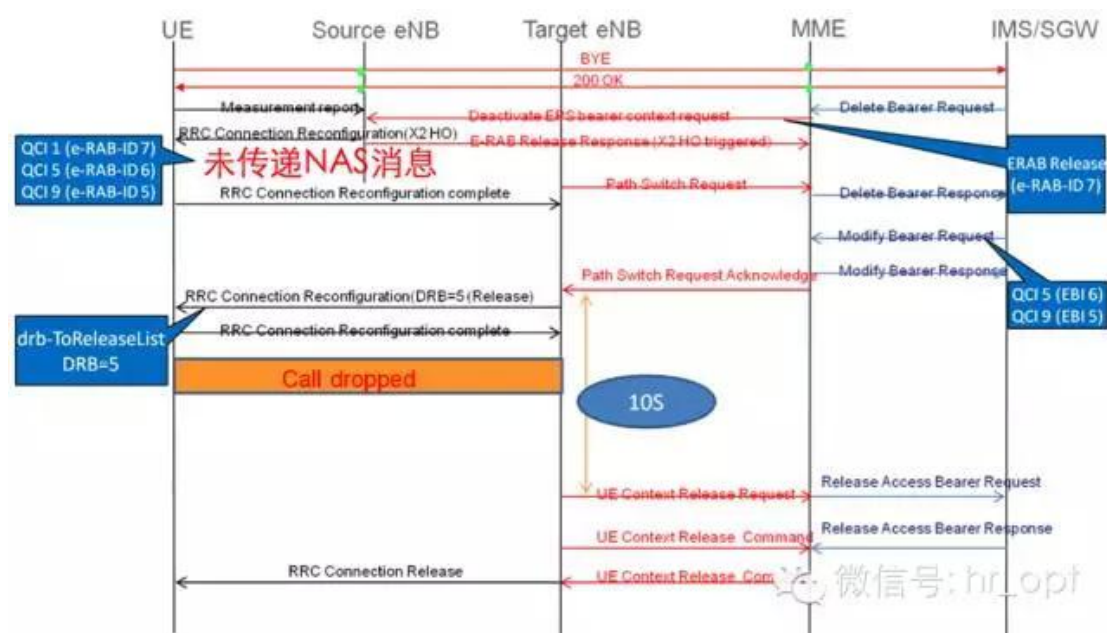 UE Source eNB Target eNB MME IMS/SGW
BYE
200 OK
Measurement report
Deactivate EPS bearer context request
Delete Bearer Request
RRC Connection Reconfiguration(X2 HO)
E-RAB Release Response (X2 HO triggered)
QCI 1 (e-RAB-ID 7)
QCI 5 (e-RAB-ID 6)
QCI 9 (e-RAB-ID 5)
未传递NAS消息
ERAB Release
(e-RAB-ID 7)
RRC Connection Reconfiguration complete
Path Switch Request
Delete Bearer Response
Modify Bearer Request
Path Switch Request Acknowledge
Modify Bearer Response
RRC Connection Reconfiguration(DRB=5 (Release)
QCI 5 (EBI 6)
QCI 9 (EBI 5)
RRC Connection Reconfiguration complete
drb-ToReleaseList
DRB=5
Call dropped
10S
UE Context Release Request
Release Access Bearer Request
UE Context Release Command
Release Access Bearer Response
RRC Connection Release
UE Context Release Com
微信号: hr_opt